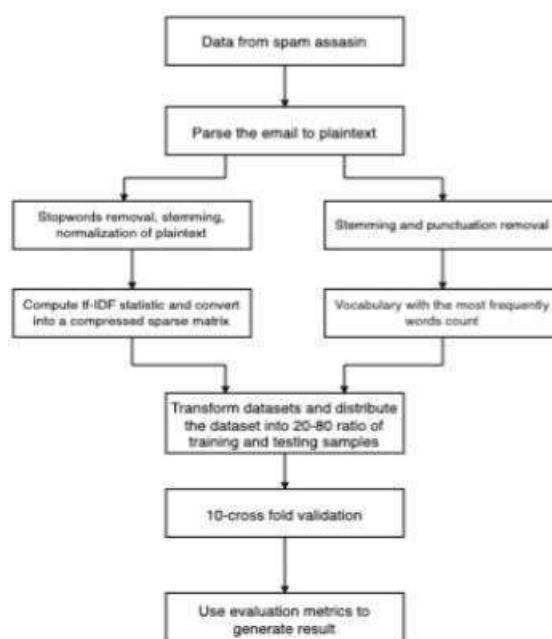 Data from spam assasin
Parse the email to plaintext
Stopwords removal, stemming,
normalization of plaintext
Stemming and punctuation removal
Compute tf-IDF statistic and convert
into a compressed sparse matrix
Vocabulary with the most frequently
words count
Transform datasets and distribute
the dataset into 20-80 ratio of
training and testing samples
10-cross fold validation
Use evaluation metrics to
generate result